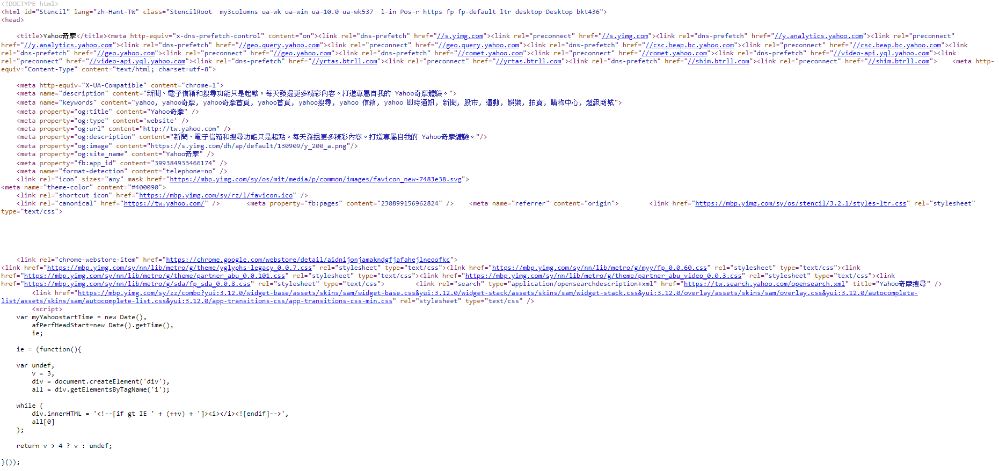 <!DOCTYPE html>
<html id="Stencil" lang="zh-Hant-TW" class="StencilRoot  my3columns ua-wk ua-win ua-10.0 ua-wk537  l-in Pos-r https fp fp-default ltr desktop Desktop bkt436">
<head>
<title>Yahoo奇摩</title><meta http-equiv="x-dns-prefetch-control" content="on"><link rel="dns-prefetch" href="//s.yimg.com"><link rel="preconnect" href="//s.yimg.com"><link rel="dns-prefetch" href="//y.analytics.yahoo.com"><link rel="preconnect"
href="//y.analytics.yahoo.com"><link rel="dns-prefetch" href="//geo.query.yahoo.com"><link rel="preconnect" href="//geo.query.yahoo.com"><link rel="dns-prefetch" href="//csc.beap.bc.yahoo.com"><link rel="preconnect" href="//csc.beap.bc.yahoo.com"><link
rel="dns-prefetch" href="//geo.yahoo.com"><link rel="preconnect" href="//geo.yahoo.com"><link rel="dns-prefetch" href="//comet.yahoo.com"><link rel="preconnect" href="//comet.yahoo.com"><link rel="dns-prefetch" href="//video-api.yql.yahoo.com"><link
rel="preconnect" href="//video-api.yql.yahoo.com"><link rel="dns-prefetch" href="//yrtas.btrll.com"><link rel="preconnect" href="//yrtas.btrll.com"><link rel="dns-prefetch" href="//shim.btrll.com"><link rel="preconnect" href="//shim.btrll.com">    <meta http-
equiv="Content-Type" content="text/html; charset=utf-8">
<meta http-equiv="X-UA-Compatible" content="chrome=1">
<meta name="description" content="新聞、電子信箱和搜尋功能只是起點。每天發掘更多精彩內容。打造專屬自我的 Yahoo奇摩體驗。">
<meta name="keywords" content="yahoo, yahoo奇摩, yahoo奇摩首頁, yahoo首頁, yahoo搜尋, yahoo 信箱, yahoo 即時通訊, 新聞, 股市, 運動, 娛樂, 拍賣, 購物中心, 超級商城">
<meta property="og:title" content="Yahoo奇摩" />
<meta property="og:type" content='website' />
<meta property="og:url" content="http://tw.yahoo.com" />
<meta property="og:description" content="新聞、電子信箱和搜尋功能只是起點。每天發掘更多精彩內容。打造專屬自我的 Yahoo奇摩體驗。"/>
<meta property="og:image" content="https://s.yimg.com/dh/ap/default/130909/y_200_a.png"/>
<meta property="og:site_name" content="Yahoo奇摩" />
<meta property="fb:app_id" content="399384933466174" />
<meta name="format-detection" content="telephone=no" />
<link rel="icon" sizes="any" mask href="https://mbp.yimg.com/sy/os/mit/media/p/common/images/favicon_new-7483e38.svg">
<meta name="theme-color" content="#400090">
<link rel="shortcut icon" href="https://mbp.yimg.com/sy/rz/l/favicon.ico" />
<link rel="canonical" href="https://tw.yahoo.com/" />       <meta property="fb:pages" content="230899156962824" />    <meta name="referrer" content="origin">        <link href="https://mbp.yimg.com/sy/os/stencil/3.2.1/styles-ltr.css" rel="stylesheet"
type="text/css">
<link rel="chrome-webstore-item" href="https://chrome.google.com/webstore/detail/aidnijonjamakndgfjafahejlneoofkc">
<link href="https://mbp.yimg.com/sy/nn/lib/metro/g/theme/yglyphs-legacy_0.0.7.css" rel="stylesheet" type="text/css"><link href="https://mbp.yimg.com/sy/nn/lib/metro/g/myy/fp_0.0.60.css" rel="stylesheet" type="text/css"><link
href="https://mbp.yimg.com/sy/nn/lib/metro/g/theme/partner_abu_0.0.101.css" rel="stylesheet" type="text/css"><link href="https://mbp.yimg.com/sy/nn/lib/metro/g/theme/partner_abu_video_0.0.3.css" rel="stylesheet" type="text/css"><link
href="https://mbp.yimg.com/sy/nn/lib/metro/g/sda/fp_sda_0.0.8.css" rel="stylesheet" type="text/css">        <link rel="search" type="application/opensearchdescription+xml" href="https://tw.search.yahoo.com/opensearch.xml" title="Yahoo奇摩搜尋" />
<link href="https://mbp.yimg.com/sy/zz/combo?yui:3.12.0/widget-base/assets/skins/sam/widget-base.css&yui:3.12.0/widget-stack/assets/skins/sam/widget-stack.css&yui:3.12.0/overlay/assets/skins/sam/overlay.css&yui:3.12.0/autocomplete-
list/assets/skins/sam/autocomplete-list.css&yui:3.12.0/app-transitions-css/app-transitions-css-min.css" rel="stylesheet" type="text/css" />
<script>
var myYahoostartTime = new Date(),
afPerfHeadStart=new Date().getTime(),
ie;
ie = (function(){
var undef,
v = 3,
div = document.createElement('div'),
all = div.getElementsByTagName('i');
while (
div.innerHTML = '<!--[if gt IE ' + (++v) + ']><i></i><![endif]-->',
all[0]
);
return v > 4 ? v : undef;
}());